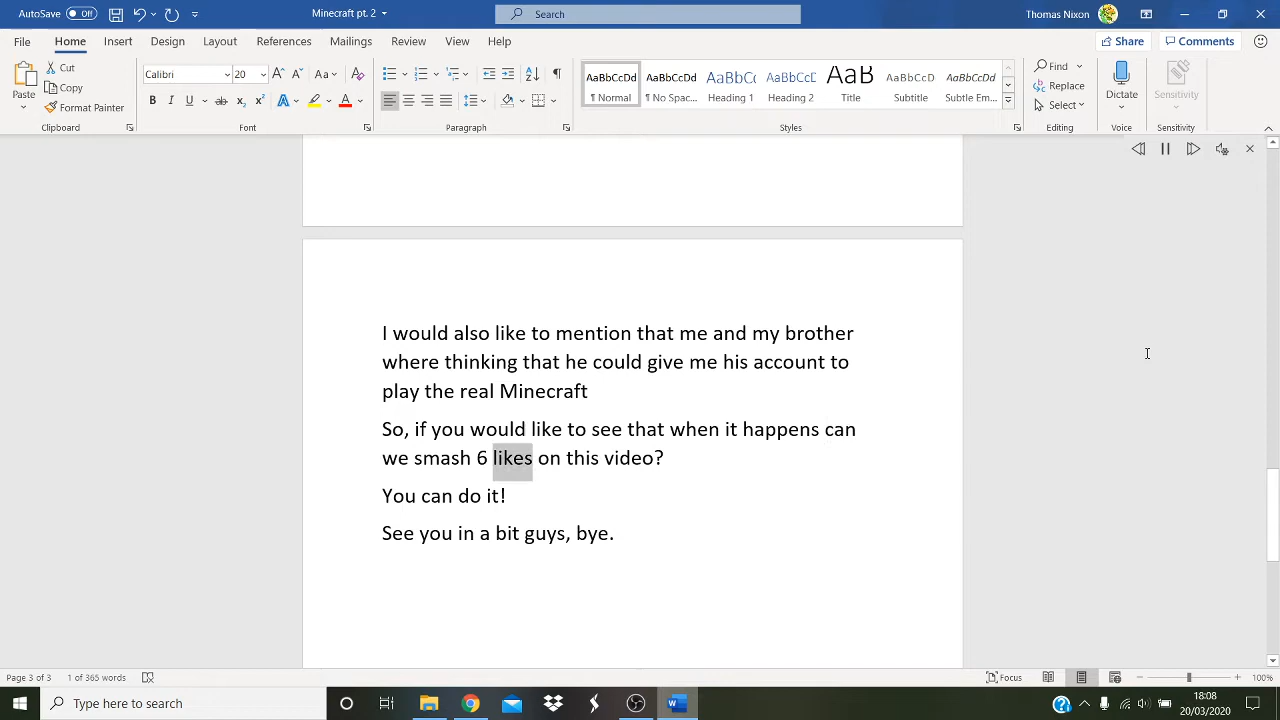 AutoSave Off Minecraft pt. 2 Search Thomas Nixon
File Home Insert Design Layout References Mailings Review View Help Share Comments
Paste Cut Copy Format Painter Clipboard
Calibri 20 Font
Paragraph
AaBbCcDd ¶ Normal
AaBbCcDd ¶ No Spac...
AaBbCc Heading 1
AaBbCcE Heading 2
AaB Title
AaBbCcD Subtitle
AaBbCcDd Subtle Em...
Styles
Find Replace Select Editing
Dictate Voice
Sensitivity Sensitivity
I would also like to mention that me and my brother
where thinking that he could give me his account to
play the real Minecraft
So, if you would like to see that when it happens can
we smash 6 likes on this video?
You can do it!
See you in a bit guys, bye.
Page 3 of 3 1 of 365 words Focus 100%
Type here to search 18:08
20/03/2020